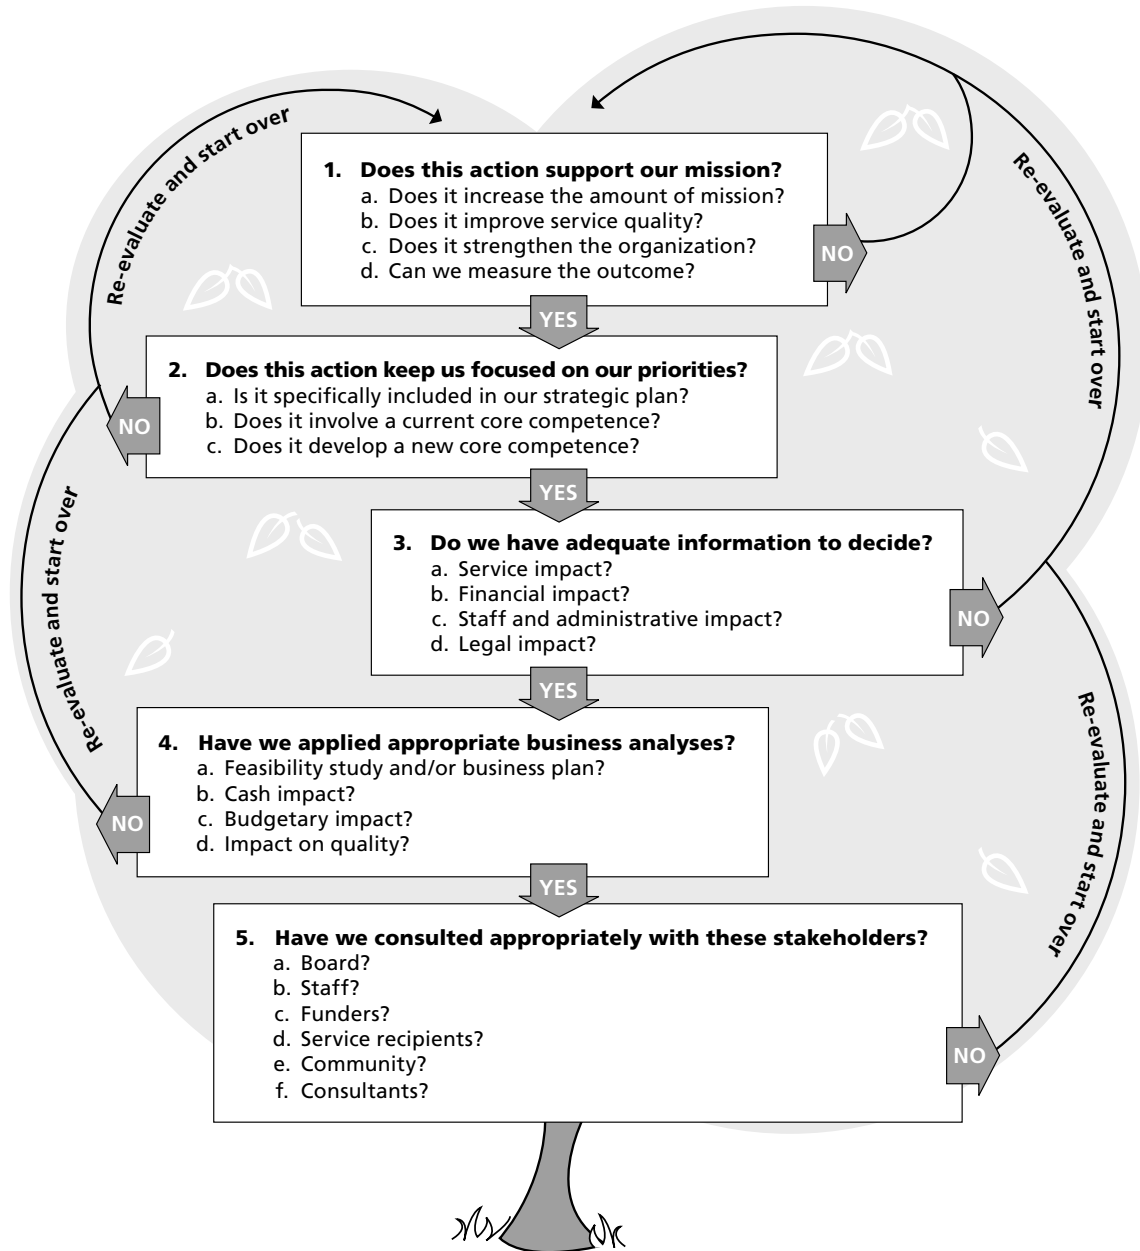 Re-evaluate and start over
Re-evaluate and start over
1. Does this action support our mission?
a. Does it increase the amount of mission?
b. Does it improve service quality?
c. Does it strengthen the organization?
d. Can we measure the outcome?
NO
YES
2. Does this action keep us focused on our priorities?
a. Is it specifically included in our strategic plan?
b. Does it involve a current core competence?
c. Does it develop a new core competence?
NO
YES
Re-evaluate and start over
3. Do we have adequate information to decide?
a. Service impact?
b. Financial impact?
c. Staff and administrative impact?
d. Legal impact?
NO
YES
4. Have we applied appropriate business analyses?
a. Feasibility study and/or business plan?
b. Cash impact?
c. Budgetary impact?
d. Impact on quality?
NO
YES
Re-evaluate and start over
5. Have we consulted appropriately with these stakeholders?
a. Board?
b. Staff?
c. Funders?
d. Service recipients?
e. Community?
f. Consultants?
NO